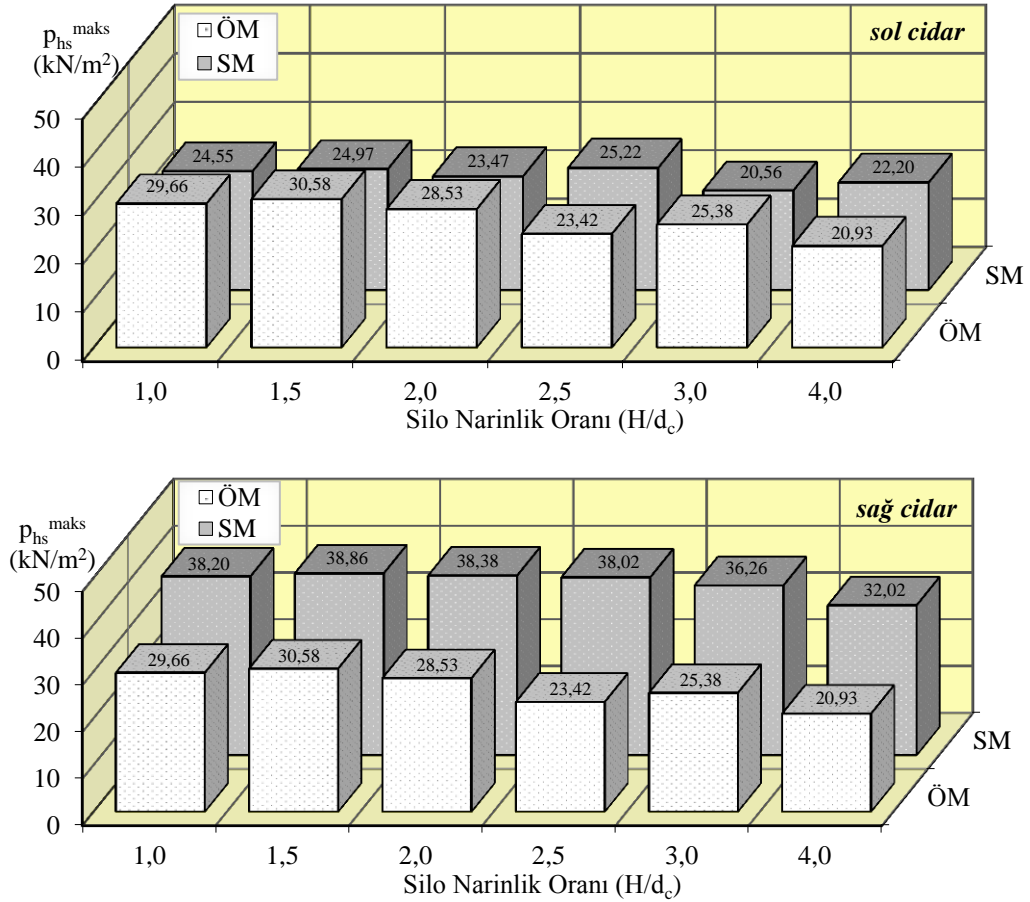 p_hs^maks
(kN/m²)
ÖM
SM
sol cidar
50
40
30
20
10
0
24,55 24,97 23,47 25,22 20,56 22,20
29,66 30,58 28,53 23,42 25,38 20,93
SM
ÖM
1,0 1,5 2,0 2,5 3,0 4,0
Silo Narinlik Oranı (H/d_c)
p_hs^maks
(kN/m²)
ÖM
SM
sağ cidar
50
40
30
20
10
0
38,20 38,86 38,38 38,02 36,26 32,02
29,66 30,58 28,53 23,42 25,38 20,93
SM
ÖM
1,0 1,5 2,0 2,5 3,0 4,0
Silo Narinlik Oranı (H/d_c)